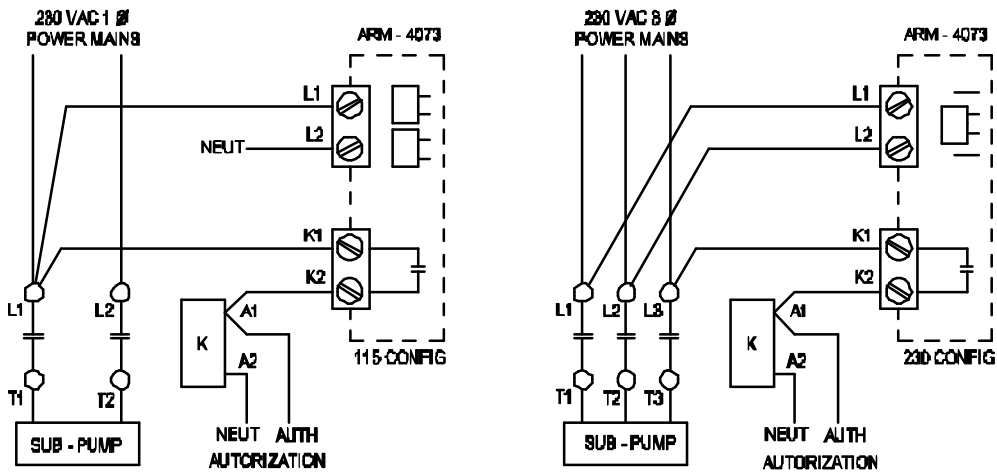 230 VAC 1 Ø
POWER MAINS
ARM - 4073
L1
L2
NEUT
K1
K2
L1
L2
K
A1
A2
115 CONFIG
T1
T2
SUB - PUMP
NEUT
AUTH
AUTORIZATION
230 VAC 3 Ø
POWER MAINS
ARM - 4073
L1
L2
K1
K2
L1
L2
L3
K
A1
A2
230 CONFIG
T1
T2
T3
SUB - PUMP
NEUT
AUTH
AUTORIZATION